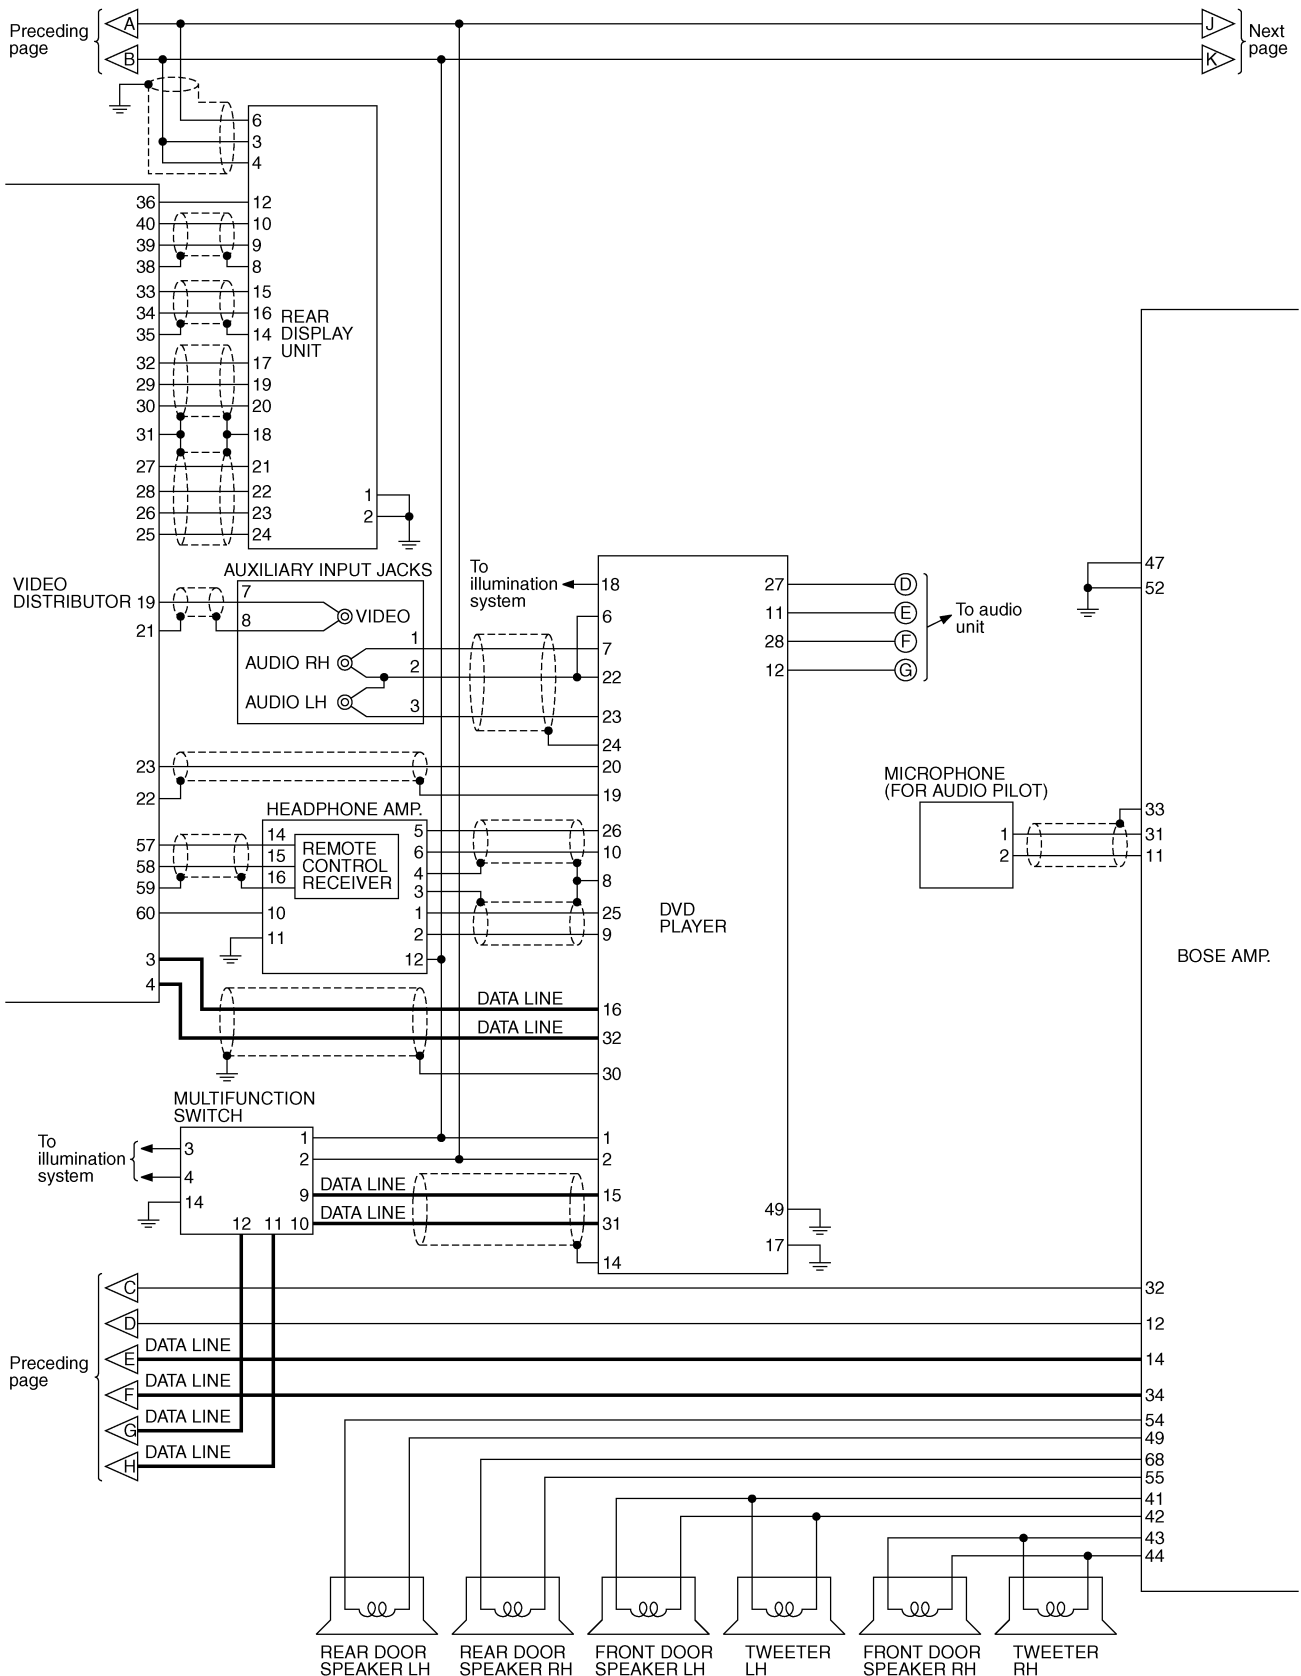 Preceding
page
A
B
J
K
Next
page
6
3
4
36 12
40 10
39 9
38 8
33 15
34 16
35 14
REAR
DISPLAY
UNIT
32 17
29 19
30 20
31 18
27 21
28 22
26 23
25 24
1
2
VIDEO
DISTRIBUTOR
19
21
AUXILIARY INPUT JACKS
7
8
VIDEO
1
AUDIO RH
2
AUDIO LH
3
To
illumination
system
18
6
7
22
23
24
20
19
27 D
11 E
28 F
12 G
To audio
unit
47
52
23
22
HEADPHONE AMP.
57 14
58 15
59 16
REMOTE
CONTROL
RECEIVER
60 10
11
5 26
6 10
4
8
3
1 25
2 9
12
DVD
PLAYER
MICROPHONE
(FOR AUDIO PILOT)
1
2
33
31
11
BOSE AMP.
3
4
DATA LINE 16
DATA LINE 32
30
MULTIFUNCTION
SWITCH
To
illumination
system
3
4
14
12 11 10
1 1
2 2
9 DATA LINE 15
DATA LINE 31
14
49
17
Preceding
page
C 32
D 12
DATA LINE
E 14
DATA LINE
F 34
DATA LINE
G
DATA LINE
H
54
49
68
55
41
42
43
44
REAR DOOR
SPEAKER LH
REAR DOOR
SPEAKER RH
FRONT DOOR
SPEAKER LH
TWEETER
LH
FRONT DOOR
SPEAKER RH
TWEETER
RH